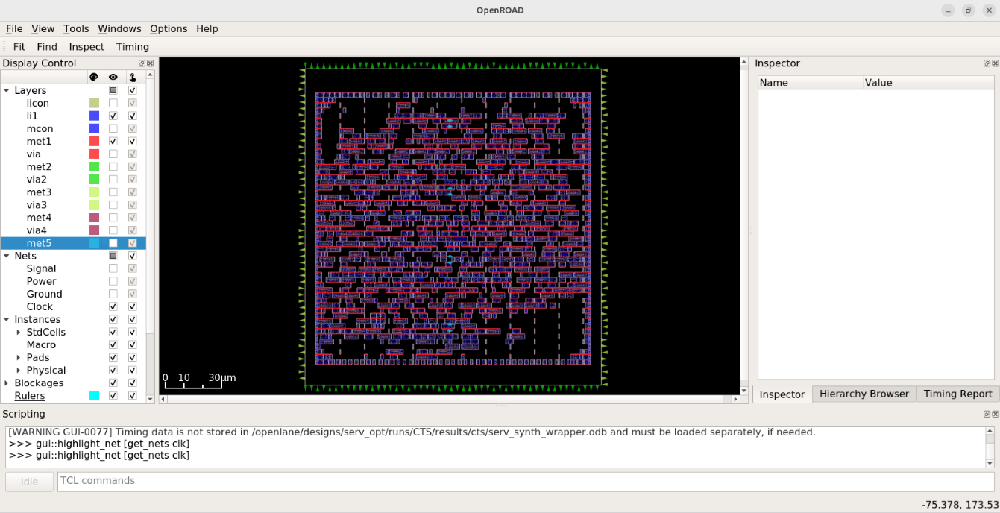 OpenROAD
File View Tools Windows Options Help
Fit Find Inspect Timing
Display Control
Layers
licon
li1
mcon
met1
via
met2
via2
met3
via3
met4
via4
met5
Nets
Signal
Power
Ground
Clock
Instances
StdCells
Macro
Pads
Physical
Blockages
Rulers
0 10 30μm
Inspector
Name Value
Inspector Hierarchy Browser Timing Report
Scripting
[WARNING GUI-0077] Timing data is not stored in /openlane/designs/serv_opt/runs/CTS/results/cts/serv_synth_wrapper.odb and must be loaded separately, if needed.
>>> gui::highlight_net [get_nets clk]
>>> gui::highlight_net [get_nets clk]
Idle TCL commands
-75.378, 173.53